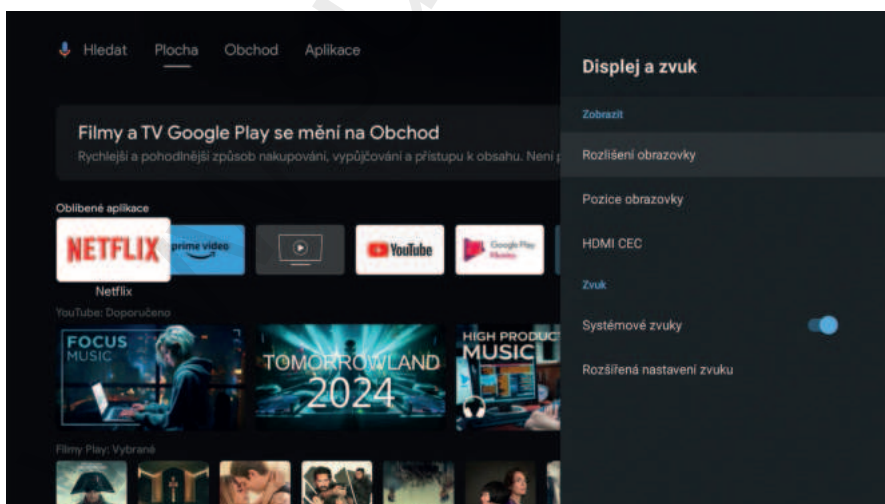 Hledat Plocha Obchod Aplikace
Filmy a TV Google Play se mění na Obchod
Rychlejší a pohodlnější způsob nakupování, vypůjčování a přístupu k obsahu. Není
Oblíbené aplikace
NETFLIX
prime video
YouTube
Google Play
Netflix
YouTube: Doporučeno
FOCUS
MUSIC
TOMORROWLAND
2024
HIGH PRODUC
MUSIC
Filmy Play: Vybrané
Displej a zvuk
Zobrazit
Rozlišení obrazovky
Pozice obrazovky
HDMI CEC
Zvuk
Systémové zvuky
Rozšířená nastavení zvuku